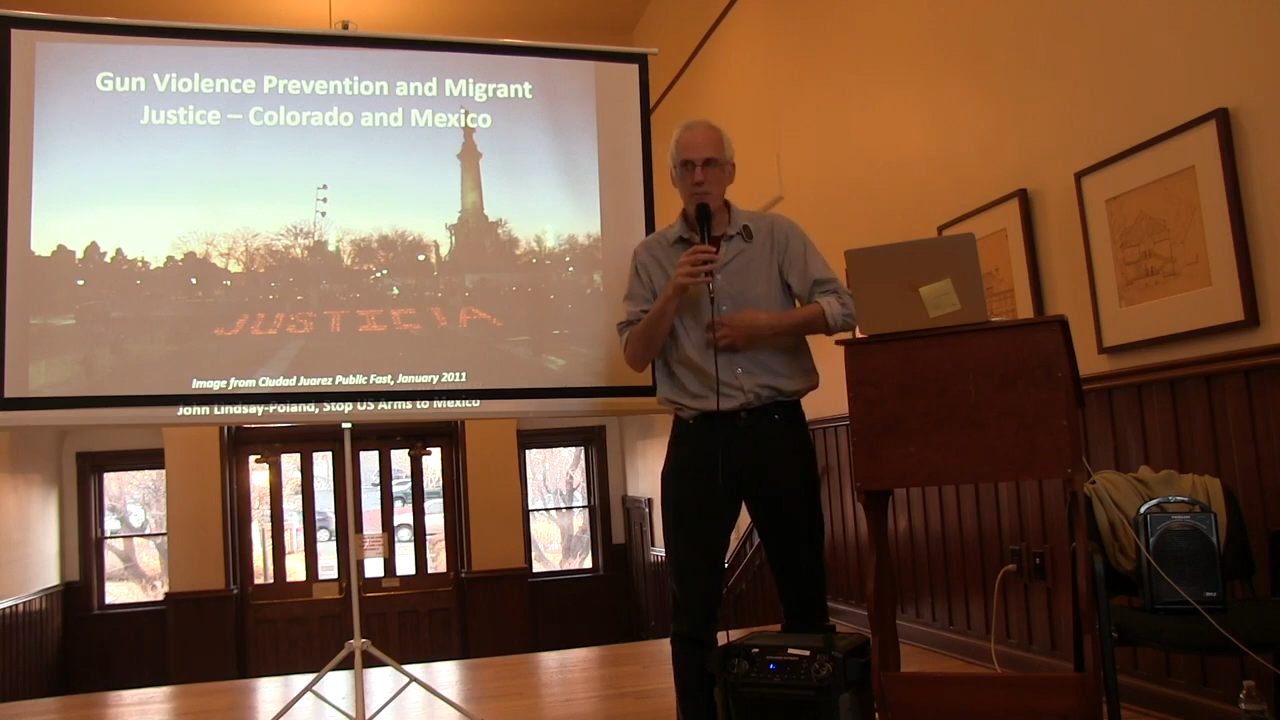 Gun Violence Prevention and Migrant
Justice – Colorado and Mexico
JUSTICIA
Image from Ciudad Juarez Public Fast, January 2011
John Lindsay-Poland, Stop US Arms to Mexico